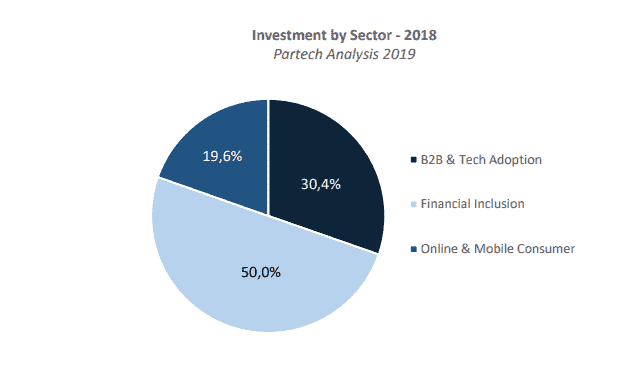 Investment by Sector - 2018
Partech Analysis 2019
19,6%
30,4%
50,0%
B2B & Tech Adoption
Financial Inclusion
Online & Mobile Consumer